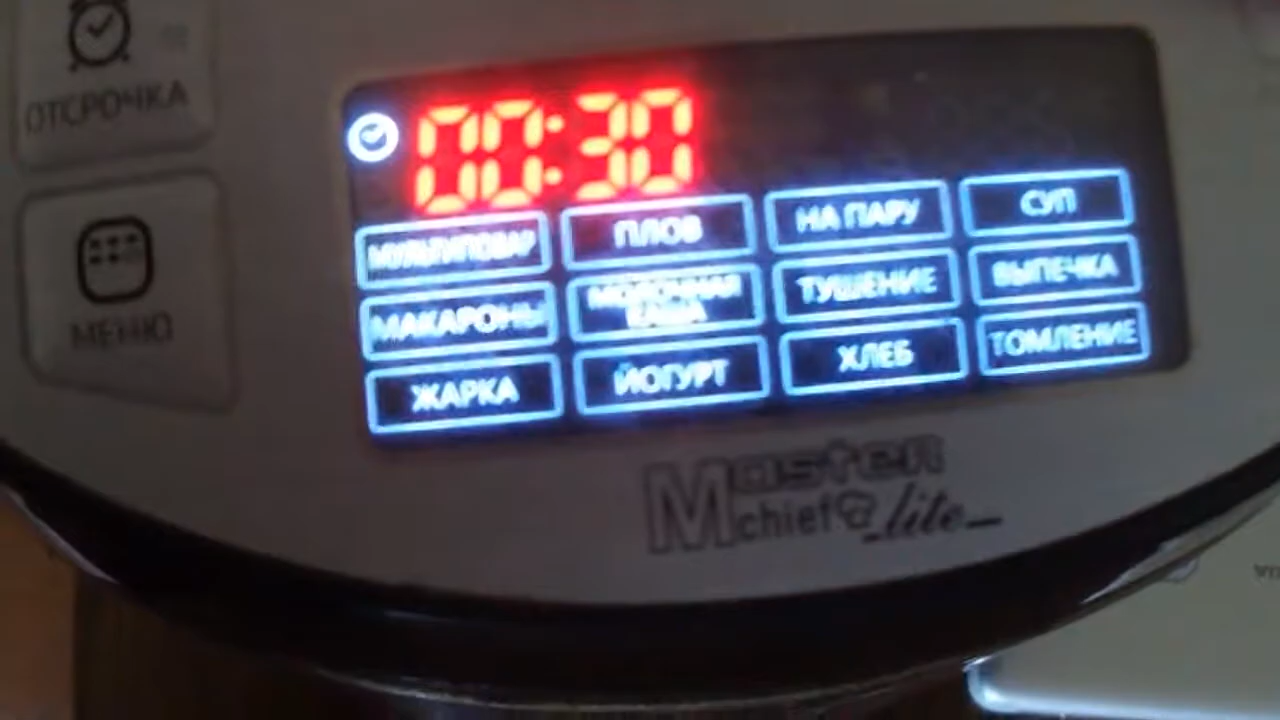 ОТСРОЧКА
МЕНЮ
00:30
МУЛЬТИПОВАР ПЛОВ НА ПАРУ СУП
МАКАРОНЫ МОЛОЧНАЯ КАША ТУШЕНИЕ ВЫПЕЧКА
ЖАРКА ЙОГУРТ ХЛЕБ ТОМЛЕНИЕ
Master
chief lite